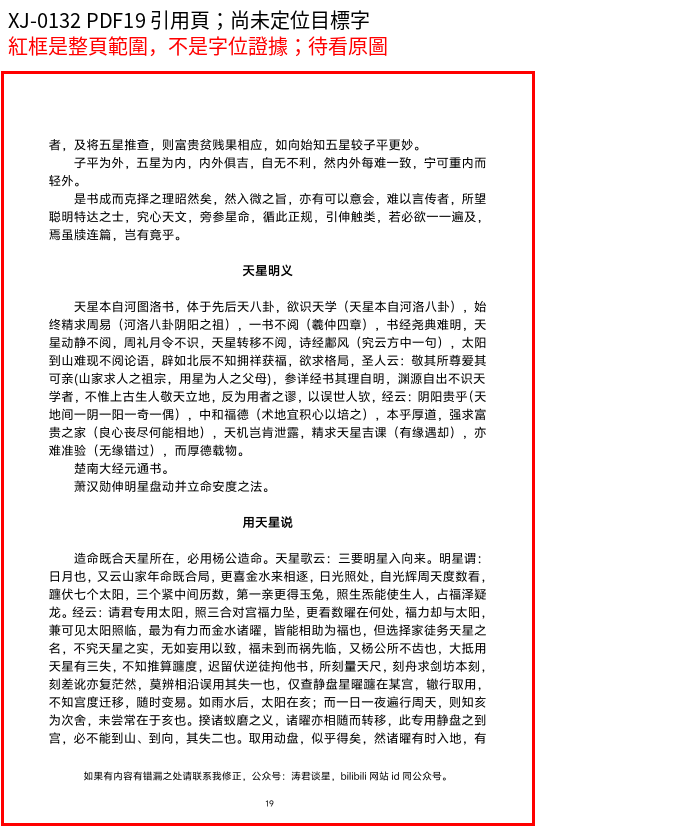 XJ-0132 PDF19 引用頁；尚未定位目標字
紅框是整頁範圍，不是字位證據；待看原圖
者，及将五星推查，则富贵贫贱果相应，如向始知五星较子平更妙。
子平为外，五星为内，内外俱吉，自无不利，然内外每难一致，宁可重内而
轻外。
是书成而克择之理昭然矣，然入微之旨，亦有可以意会，难以言传者，所望
聪明特达之士，究心天文，旁参星命，循此正规，引伸触类，若必欲一一遍及，
焉虽牍连篇，岂有竟乎。
天星明义
天星本自河图洛书，体于先后天八卦，欲识天学（天星本自河洛八卦），始
终精求周易（河洛八卦阴阳之祖），一书不阅（羲仲四章），书经尧典难明，天
星动静不阅，周礼月令不识，天星转移不阅，诗经鄘风（究云方中一句），太阳
到山难现不阅论语，辟如北辰不知拥祥获福，欲求格局，圣人云：敬其所尊爱其
可亲(山家求人之祖宗，用星为人之父母)，参详经书其理自明，渊源自出不识天
学者，不惟上古生人敬天立地，反为用者之谬，以误世人欤，经云：阴阳贵乎（天
地间一阴一阳一奇一偶），中和福德（术地宜积心以培之），本乎厚道，强求富
贵之家（良心丧尽何能相地），天机岂肯泄露，精求天星吉课（有缘遇却），亦
难准验（无缘错过），而厚德载物。
楚南大经元通书。
萧汉勋伸明星盘动并立命安度之法。
用天星说
造命既合天星所在，必用杨公造命。天星歌云：三要明星入向来。明星谓：
日月也，又云山家年命既合局，更喜金水来相逐，日光照处，自光辉周天度数看，
躔伏七个太阳，三个紧中间历数，第一亲更得玉兔，照生炁能使生人，占福泽疑
龙。经云：请君专用太阳，照三合对宫福力坠，更看数曜在何处，福力却与太阳，
兼可见太阳照临，最为有力而金水诸曜，皆能相助为福也，但选择家徒务天星之
名，不究天星之实，无如妄用以致，福未到而祸先临，又杨公所不齿也，大抵用
天星有三失，不知推算躔度，迟留伏逆徒拘他书，所刻量天尺，刻舟求剑坊本刻，
刻差讹亦复茫然，莫辨相沿误用其失一也，仅查静盘星曜躔在某宫，辙行取用，
不知宫度迁移，随时变易。如雨水后，太阳在亥；而一日一夜遍行周天，则知亥
为次舍，未尝常在于亥也。揆诸蚁磨之义，诸曜亦相随而转移，此专用静盘之到
宫，必不能到山、到向，其失二也。取用动盘，似乎得矣，然诸曜有时入地，有
如果有内容有错漏之处请联系我修正，公众号：涛君谈星，bilibili 网站 id 同公众号。
19